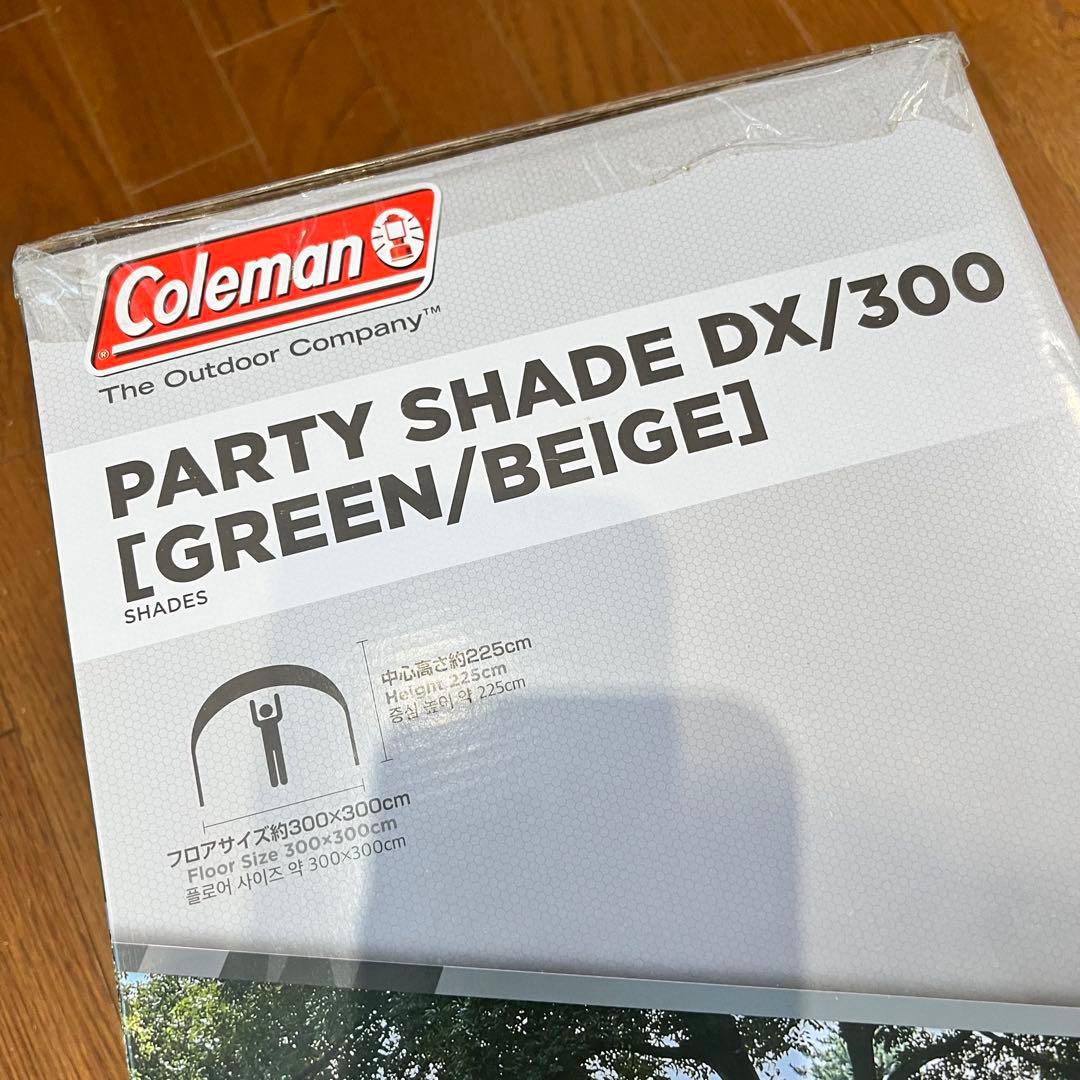 Coleman
®
The Outdoor Company™
PARTY SHADE DX/300
[GREEN/BEIGE]
SHADES
中心高さ約225cm
Height 225cm
중심 높이 약 225cm
フロアサイズ約300×300cm
Floor Size 300×300cm
플로어 사이즈 약 300×300cm